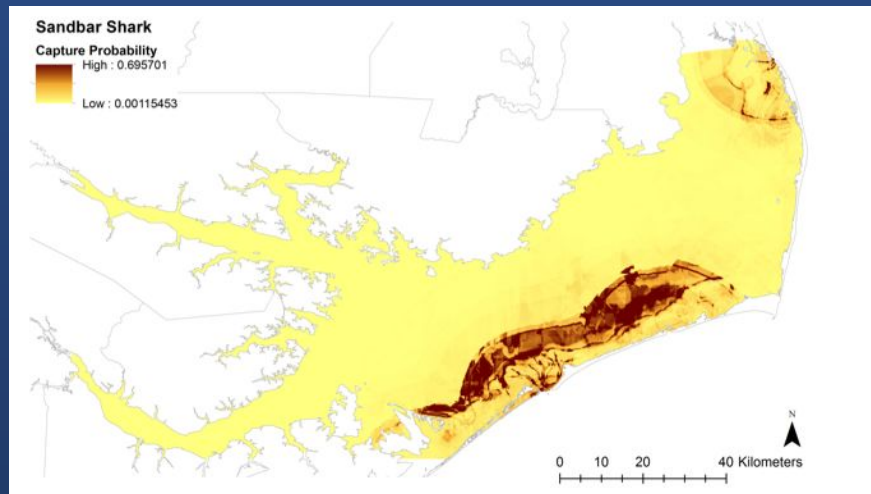 Sandbar Shark
Capture Probability
High : 0.695701
Low : 0.00115453
N
0 10 20 40 Kilometers